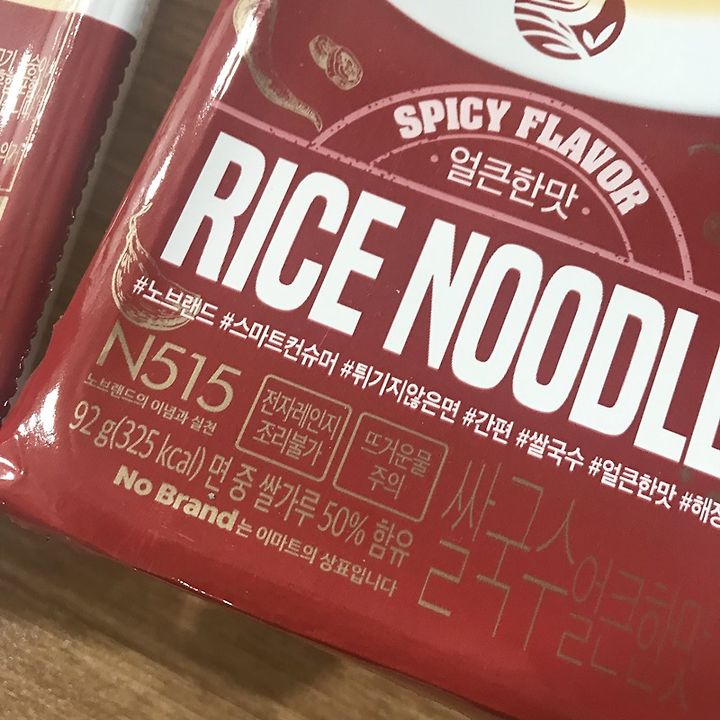 SPICY FLAVOR
얼큰한맛
RICE NOODL
#노브랜드 #스마트컨슈머 #튀기지않은면 #간편 #쌀국수 #얼큰한맛 #해장
N515
노브랜드의 이념과 실천
전자레인지
조리불가
뜨거운물
주의
92 g(325 kcal) 면 중 쌀가루 50% 함유
No Brand는 이마트의 상표입니다
쌀국수
얼큰한맛